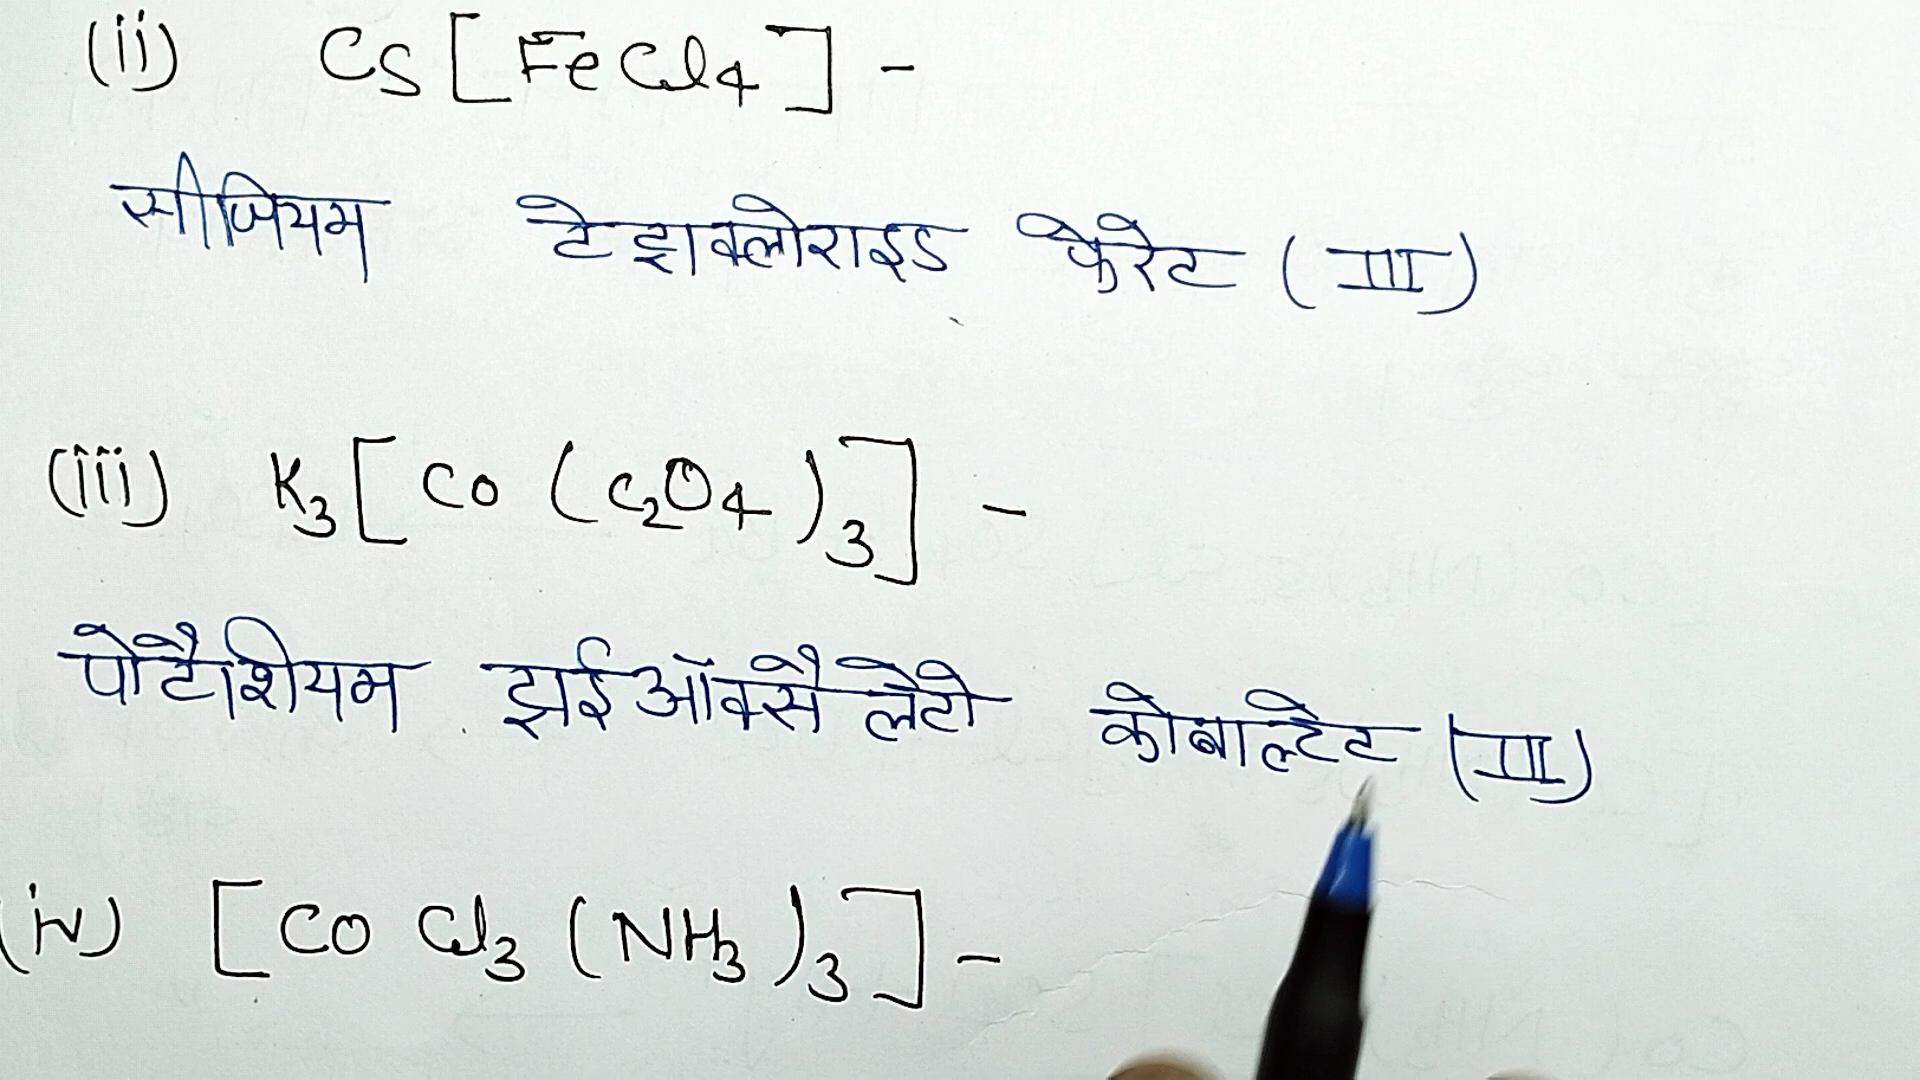 (ii) Cs[FeCl4] -
सीजियम टेट्राक्लोराइड फेरेट (III)
(iii) K3[Co(C2O4)3] -
पोटैशियम ट्राईऑक्सैलेटो कोबाल्टेट (III)
(iv) [CoCl3(NH3)3] -